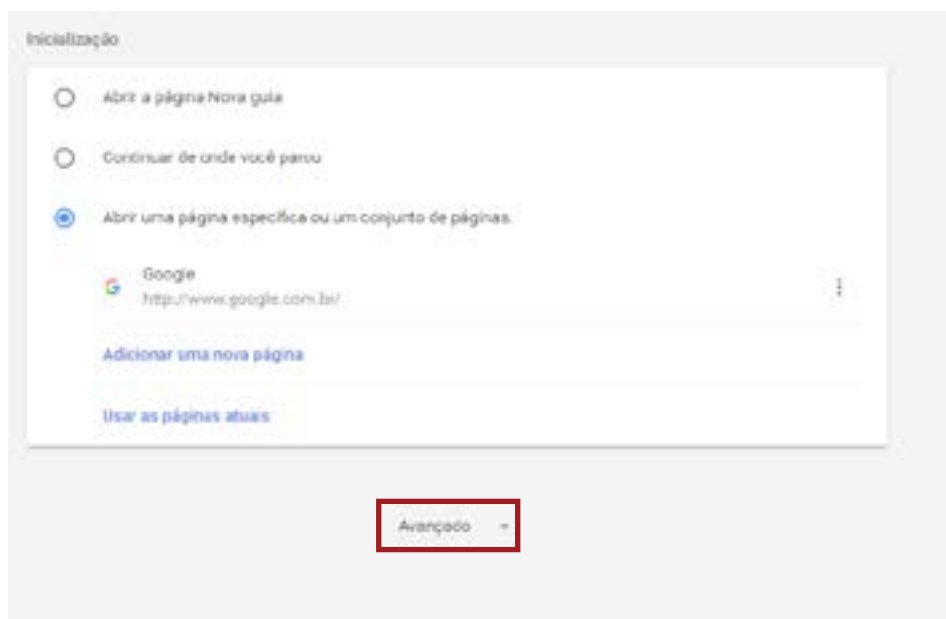 Inicialização
Abrir a página Nova guia
Continuar de onde você parou
Abrir uma página específica ou um conjunto de páginas.
Google
http://www.google.com.br/
Adicionar uma nova página
Usar as páginas atuais
Avançado